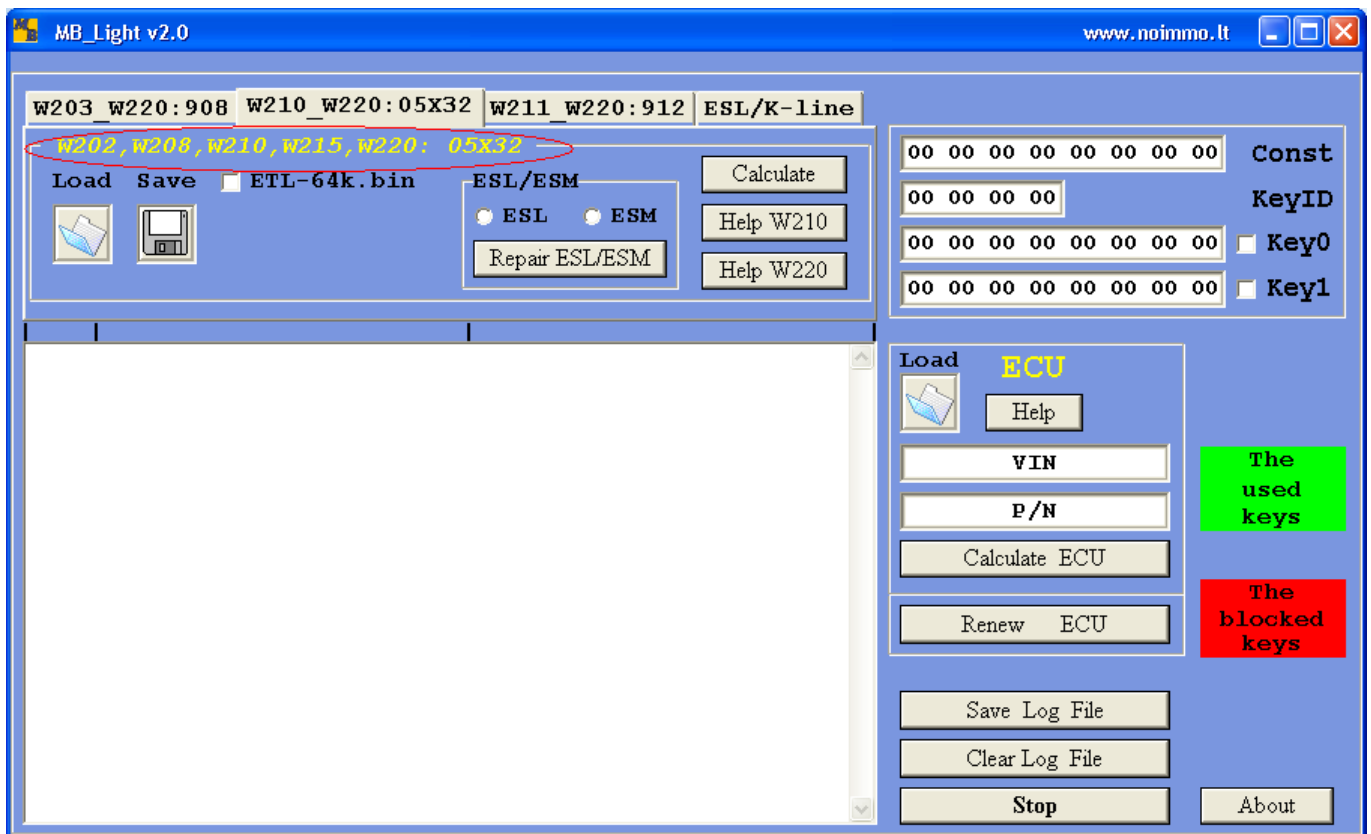 MB_Light v2.0 www.noimmo.lt
W203_W220:908 W210_W220:05X32 W211_W220:912 ESL/K-line
W202,W208,W210,W215,W220: 05X32
Load Save ETL-64k.bin
ESL/ESM
ESL ESM
Repair ESL/ESM
Calculate
Help W210
Help W220
00 00 00 00 00 00 00 00 Const
00 00 00 00 KeyID
00 00 00 00 00 00 00 00 Key0
00 00 00 00 00 00 00 00 Key1
Load ECU
Help
VIN
P/N
Calculate ECU
Renew ECU
The
used
keys
The
blocked
keys
Save Log File
Clear Log File
Stop
About